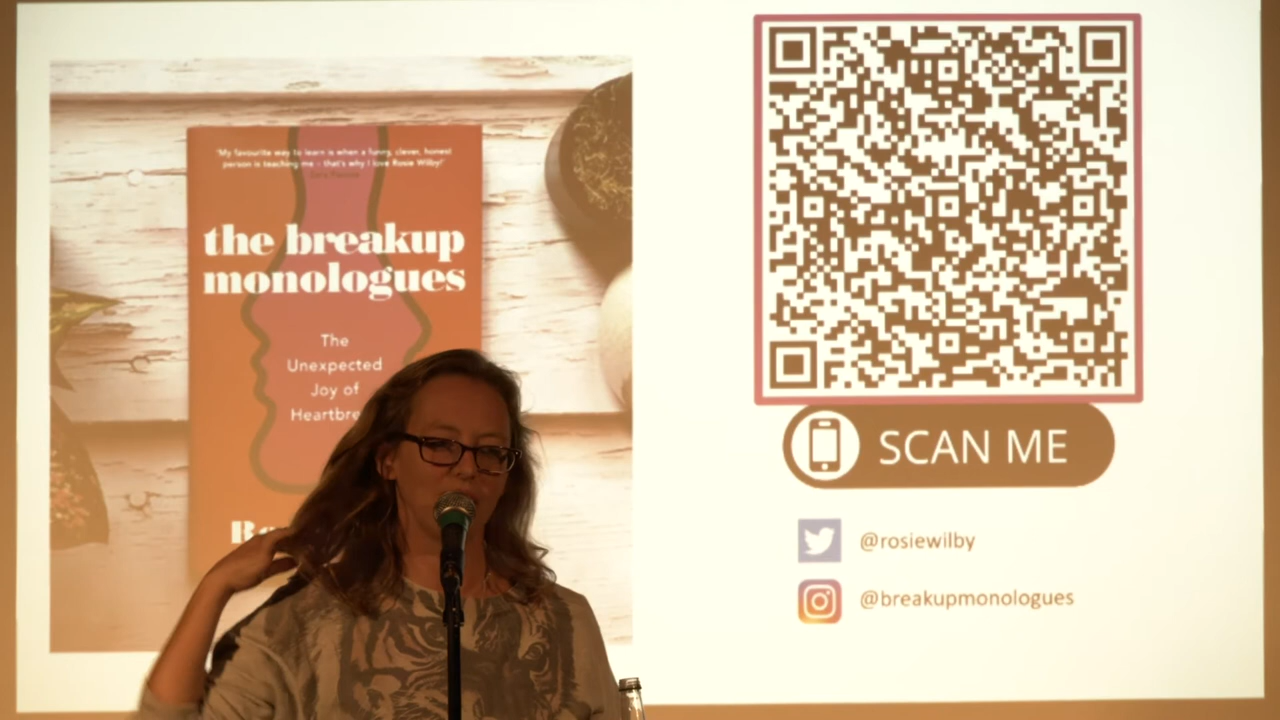 'My favourite way to learn is when a funny, clever, honest
person is teaching me – that's why I love Rosie Wilby!'
the breakup
monologues
The
Unexpected
Joy of
Heartbre
SCAN ME
@rosiewilby
@breakupmonologues